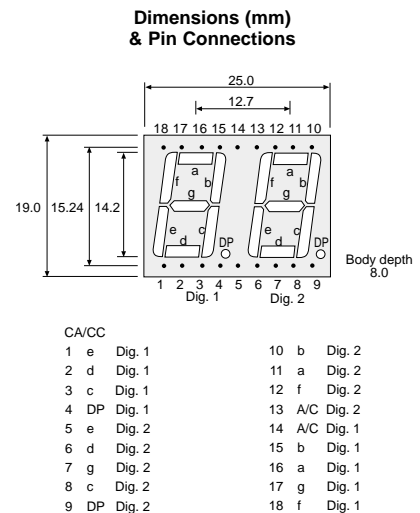 Dimensions (mm)
& Pin Connections
25.0
12.7
18 17 16 15 14 13 12 11 10
a a
f b f b
g g
19.0 15.24 14.2
e c e c
d DP d DP
Body depth
8.0
1 2 3 4 5 6 7 8 9
Dig. 1 Dig. 2
CA/CC
1 e Dig. 1
2 d Dig. 1
3 c Dig. 1
4 DP Dig. 1
5 e Dig. 2
6 d Dig. 2
7 g Dig. 2
8 c Dig. 2
9 DP Dig. 2
10 b Dig. 2
11 a Dig. 2
12 f Dig. 2
13 A/C Dig. 2
14 A/C Dig. 1
15 b Dig. 1
16 a Dig. 1
17 g Dig. 1
18 f Dig. 1